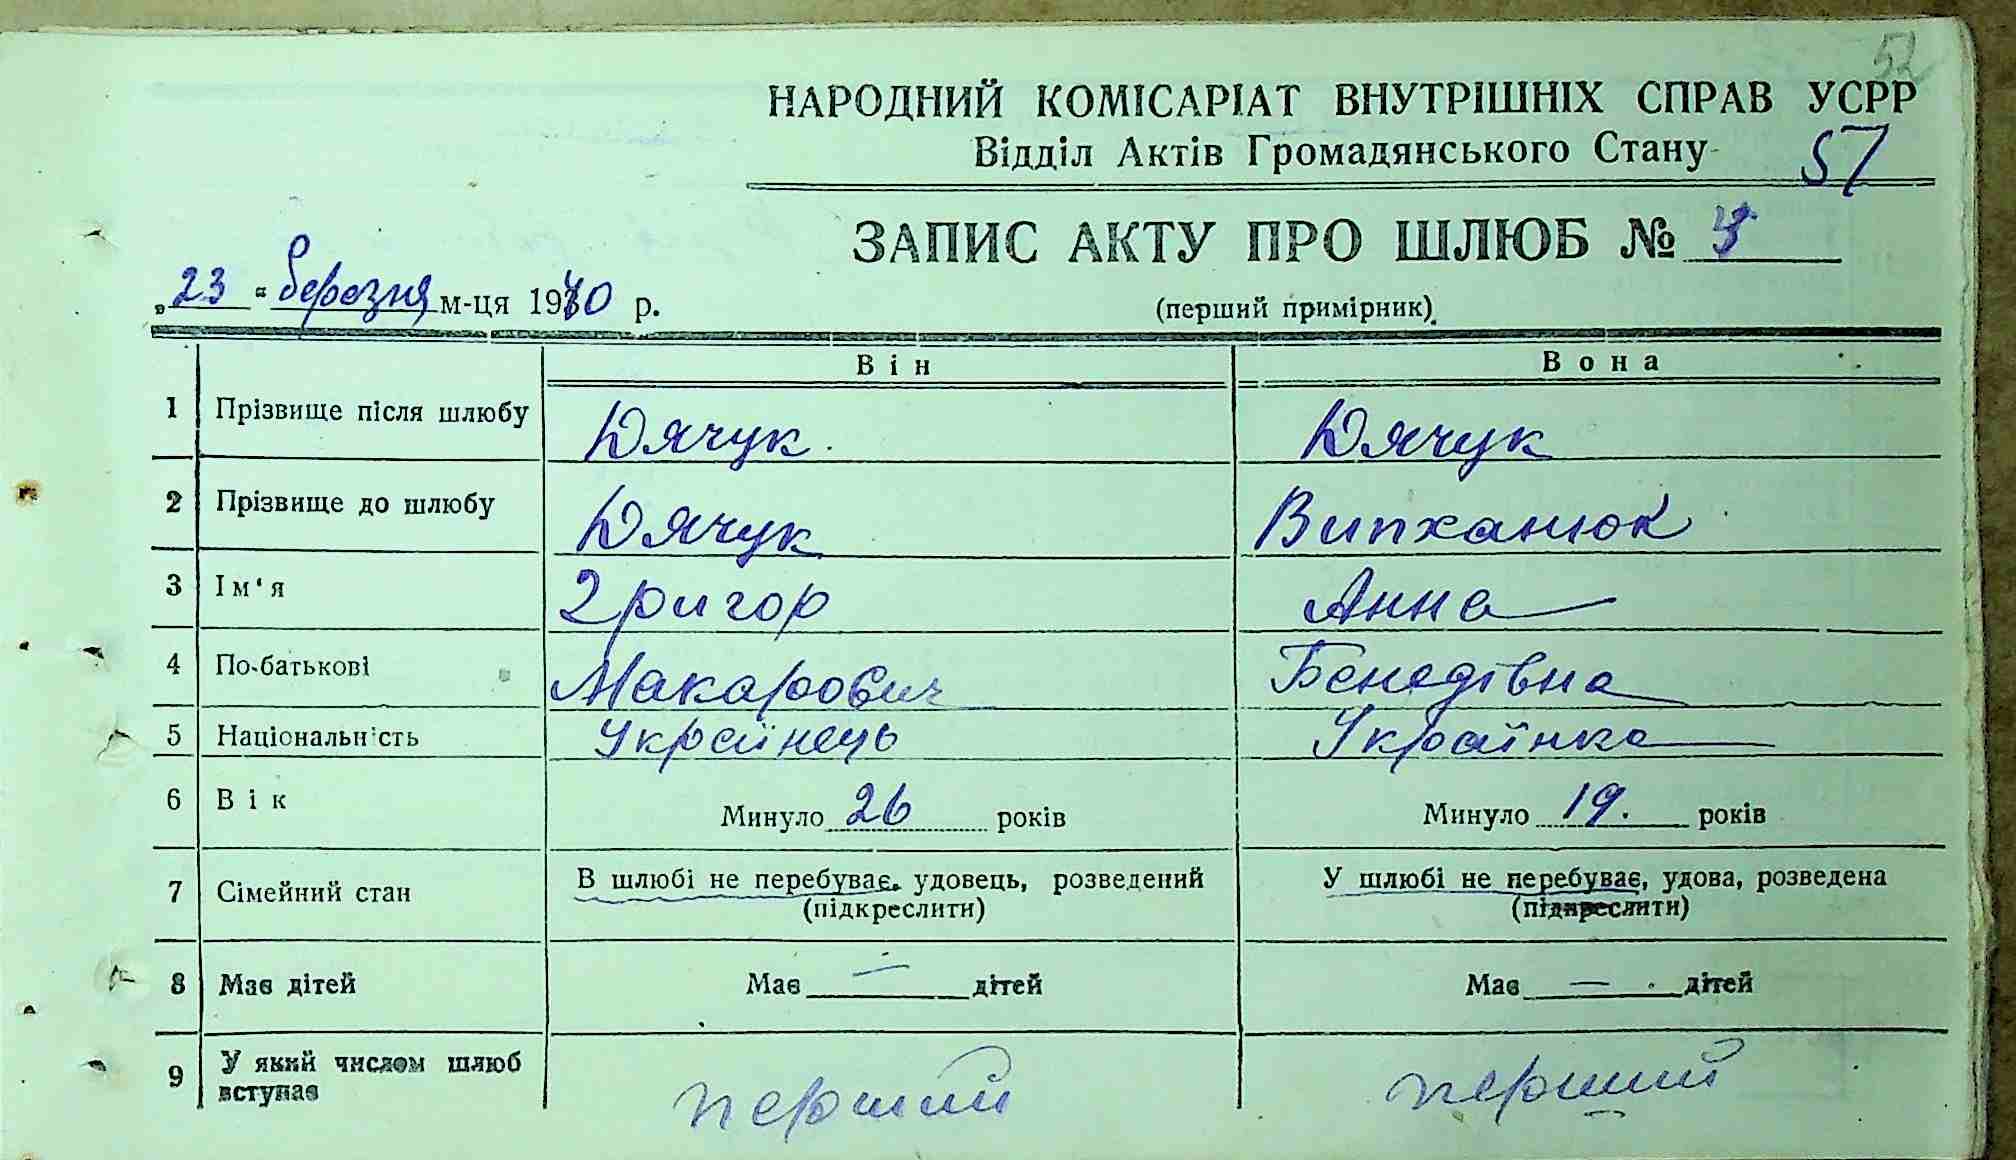 52
НАРОДНИЙ КОМІСАРІАТ ВНУТРІШНІХ СПРАВ УСРР
Відділ Актів Громадянського Стану 57
ЗАПИС АКТУ ПРО ШЛЮБ №
„23“ березня м-ця 1940 р.
(перший примірник)
Він Вона
1 Прізвище після шлюбу Дячук Дячук
2 Прізвище до шлюбу Дячук Випханюк
3 Ім'я Григор Анна
4 По-батькові Макарович Бенедівна
5 Національність Українець Українка
6 Вік Минуло 26 років Минуло 19. років
7 Сімейний стан В шлюбі не перебуває, удовець, розведений У шлюбі не перебуває, удова, розведена
(підкреслити) (підкреслити)
8 Має дітей Має — дітей Має — дітей
9 У який числом шлюб вступає перший перший